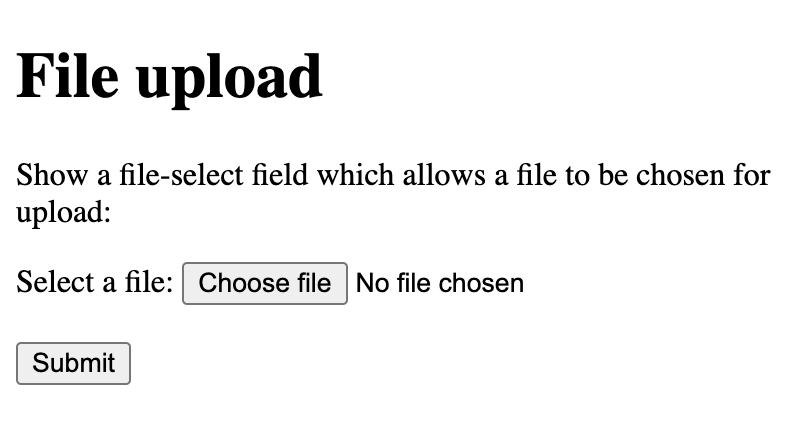 File upload
Show a file-select field which allows a file to be chosen for
upload:
Select a file: Choose file No file chosen
Submit